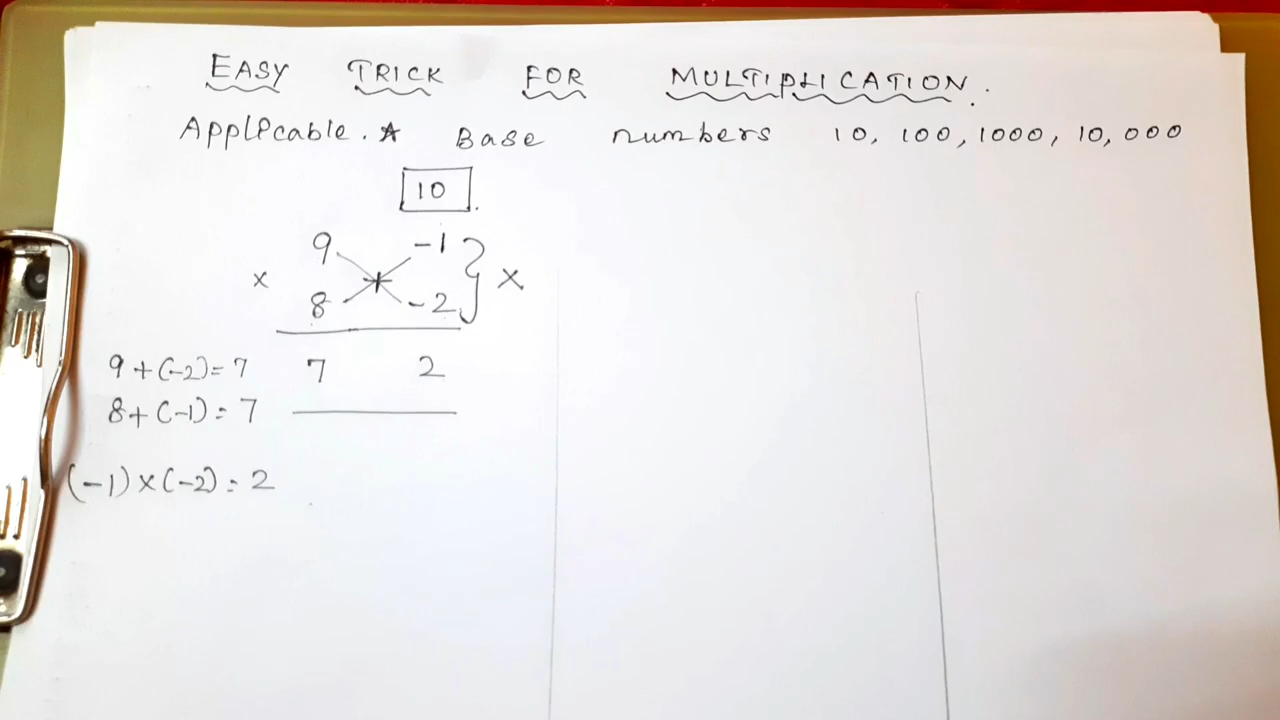 EASY TRICK FOR MULTIPLICATION.
Applicable. * Base numbers 10, 100, 1000, 10,000
10
9 -1
× + } ×
8 -2
9+(-2)=7 7 2
8+(-1)=7
(-1)×(-2)=2